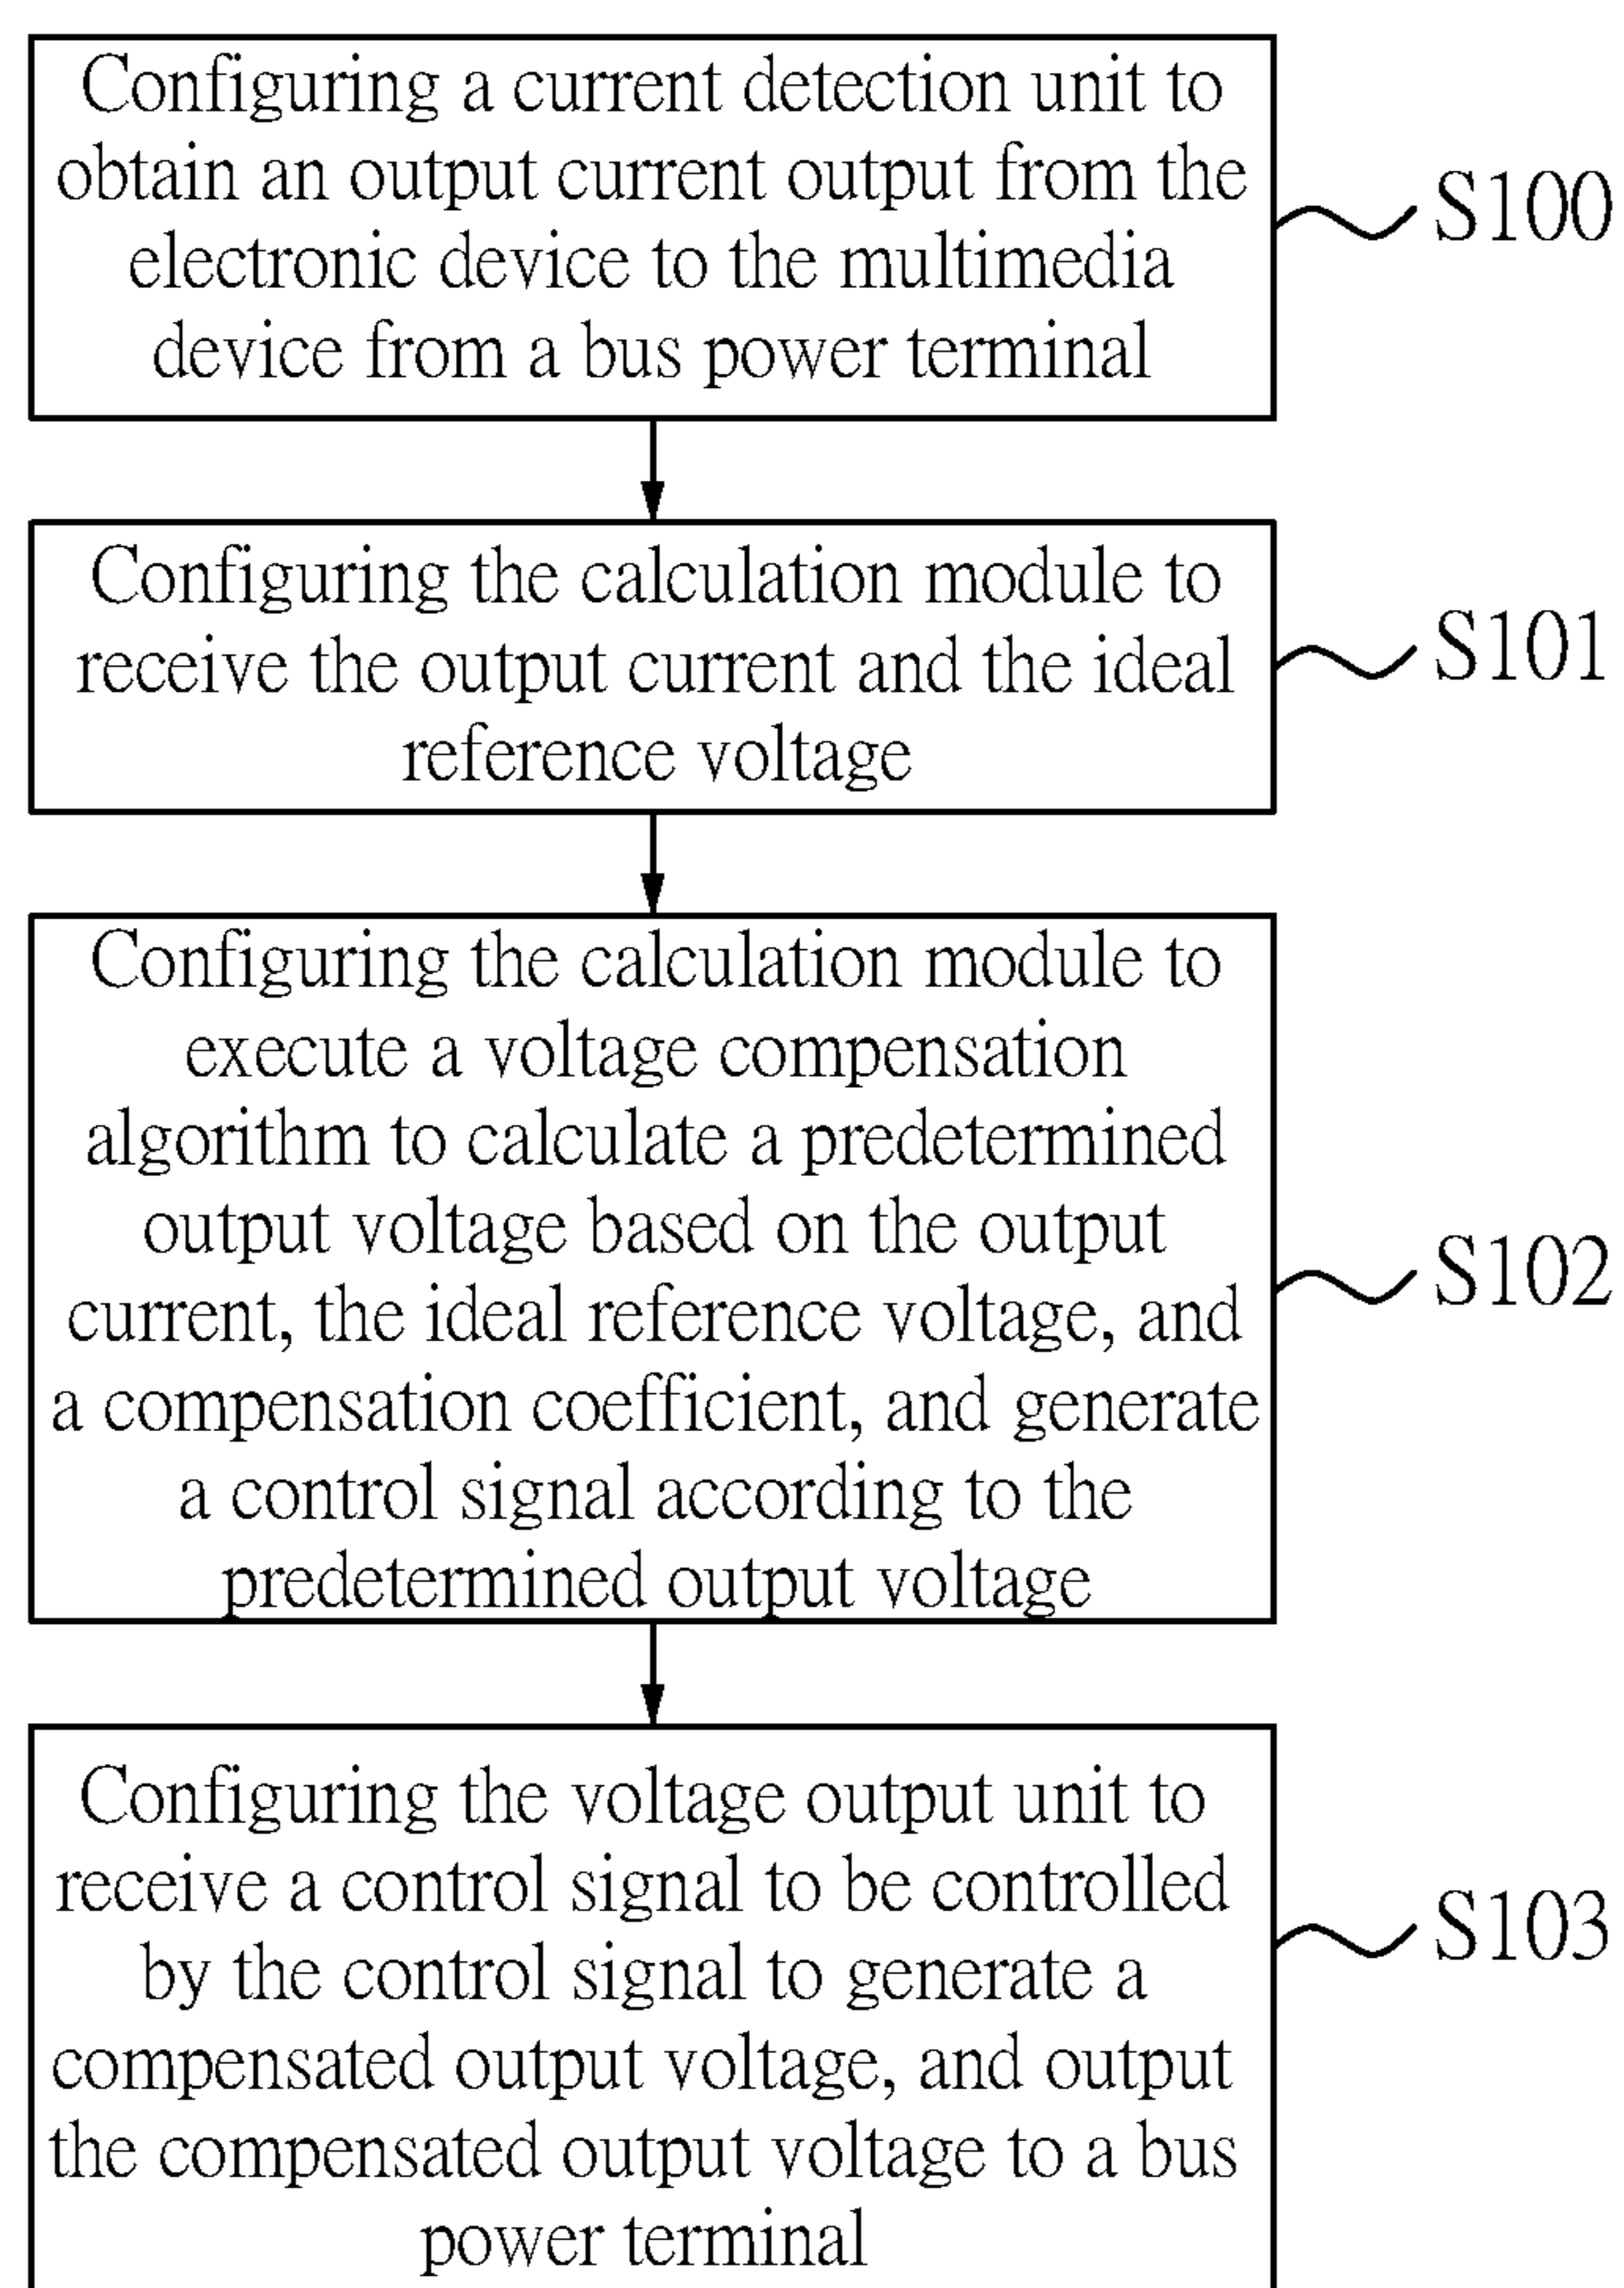 Configuring a current detection unit to
obtain an output current output from the
electronic device to the multimedia
device from a bus power terminal
S100
Configuring the calculation module to
receive the output current and the ideal
reference voltage
S101
Configuring the calculation module to
execute a voltage compensation
algorithm to calculate a predetermined
output voltage based on the output
current, the ideal reference voltage, and
a compensation coefficient, and generate
a control signal according to the
predetermined output voltage
S102
Configuring the voltage output unit to
receive a control signal to be controlled
by the control signal to generate a
compensated output voltage, and output
the compensated output voltage to a bus
power terminal
S103